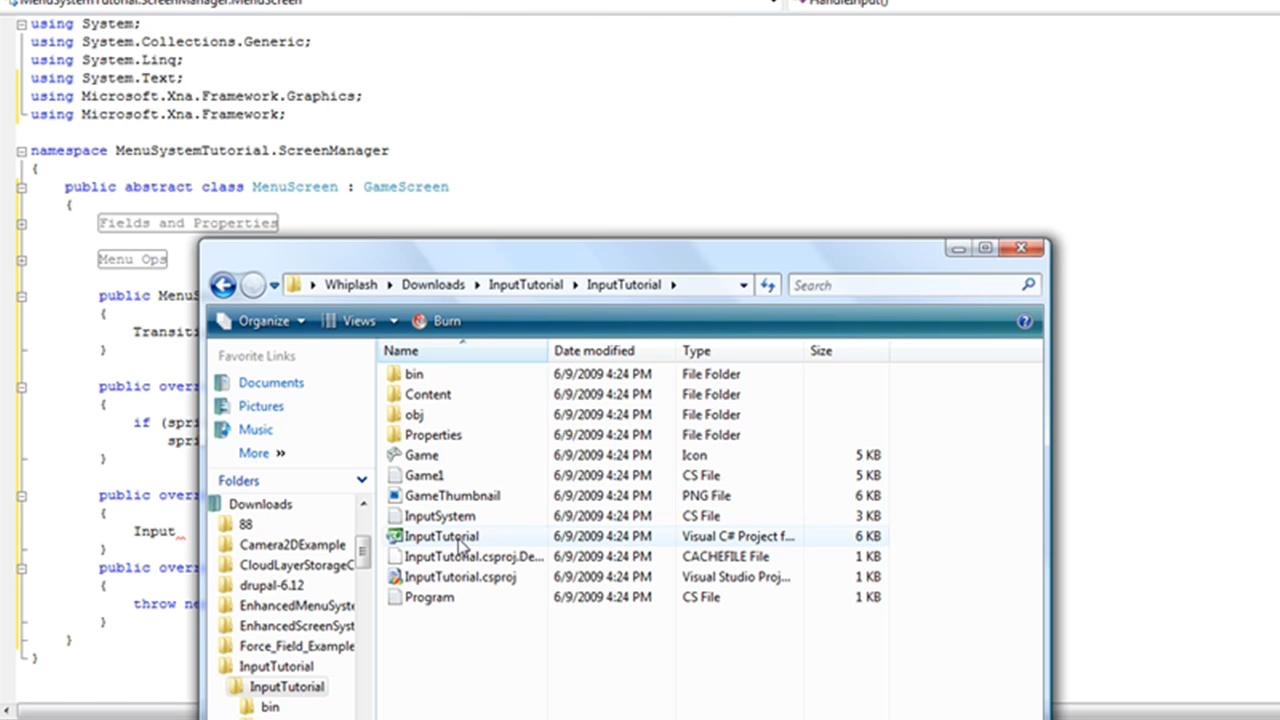 MenuSystemTutorial.ScreenManager.MenuScreen
HandleInput()
using System;
using System.Collections.Generic;
using System.Linq;
using System.Text;
using Microsoft.Xna.Framework.Graphics;
using Microsoft.Xna.Framework;
namespace MenuSystemTutorial.ScreenManager
{
public abstract class MenuScreen : GameScreen
{
Fields and Properties
Menu Ops
public MenuS
{
Transiti
}
public over
{
if (spri
spri
}
public over
{
Input
}
public over
{
throw ne
}
}
}
Whiplash Downloads InputTutorial InputTutorial
Search
Organize Views Burn
Favorite Links
Documents
Pictures
Music
More »
Folders
Downloads
88
Camera2DExample
CloudLayerStorageC
drupal-6.12
EnhancedMenuSyste
EnhancedScreenSyst
Force_Field_Example
InputTutorial
InputTutorial
bin
Name Date modified Type Size
bin 6/9/2009 4:24 PM File Folder
Content 6/9/2009 4:24 PM File Folder
obj 6/9/2009 4:24 PM File Folder
Properties 6/9/2009 4:24 PM File Folder
Game 6/9/2009 4:24 PM Icon 5 KB
Game1 6/9/2009 4:24 PM CS File 5 KB
GameThumbnail 6/9/2009 4:24 PM PNG File 6 KB
InputSystem 6/9/2009 4:24 PM CS File 3 KB
InputTutorial 6/9/2009 4:24 PM Visual C# Project f... 6 KB
InputTutorial.csproj.De... 6/9/2009 4:24 PM CACHEFILE File 1 KB
InputTutorial.csproj 6/9/2009 4:24 PM Visual Studio Proj... 1 KB
Program 6/9/2009 4:24 PM CS File 1 KB